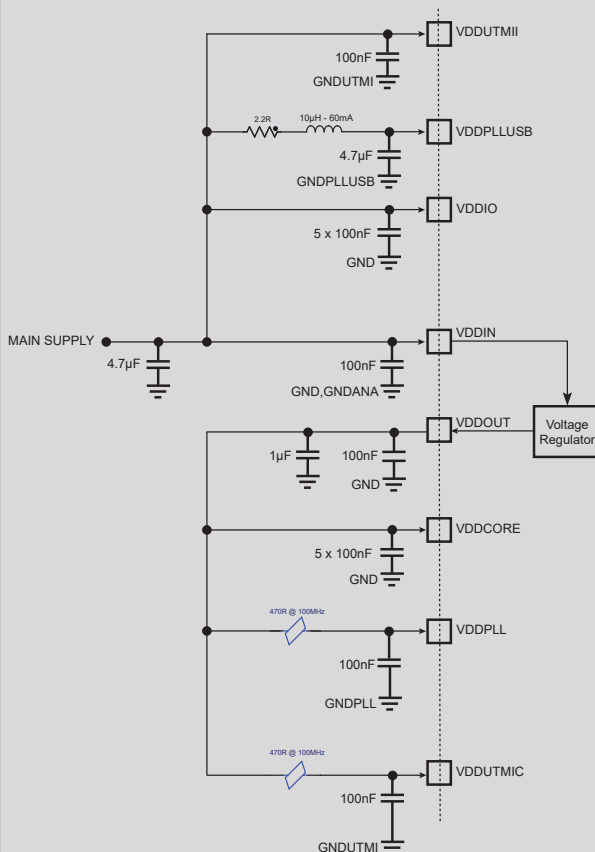 VDDUTMII
100nF
GNDUTMI
2.2R
10µH - 60mA
VDDPLLUSB
4.7µF
GNDPLLUSB
VDDIO
5 x 100nF
GND
MAIN SUPPLY
VDDIN
4.7µF
100nF
GND,GNDANA
VDDOUT
Voltage
Regulator
1µF
100nF
GND
VDDCORE
5 x 100nF
GND
470R @ 100MHz
VDDPLL
100nF
GNDPLL
470R @ 100MHz
VDDUTMIC
100nF
GNDUTMI